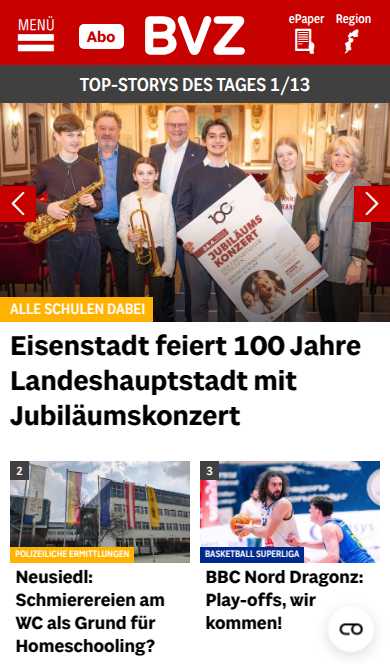 MENÜ
Abo
BVZ
ePaper
Region
TOP-STORYS DES TAGES 1/13
100
JUBILÄUMS
KONZERT
ALLE SCHULEN DABEI
Eisenstadt feiert 100 Jahre
Landeshauptstadt mit
Jubiläumskonzert
2
POLIZEILICHE ERMITTLUNGEN
Neusiedl:
Schmierereien am
WC als Grund für
Homeschooling?
3
BASKETBALL SUPERLIGA
BBC Nord Dragonz:
Play-offs, wir
kommen!